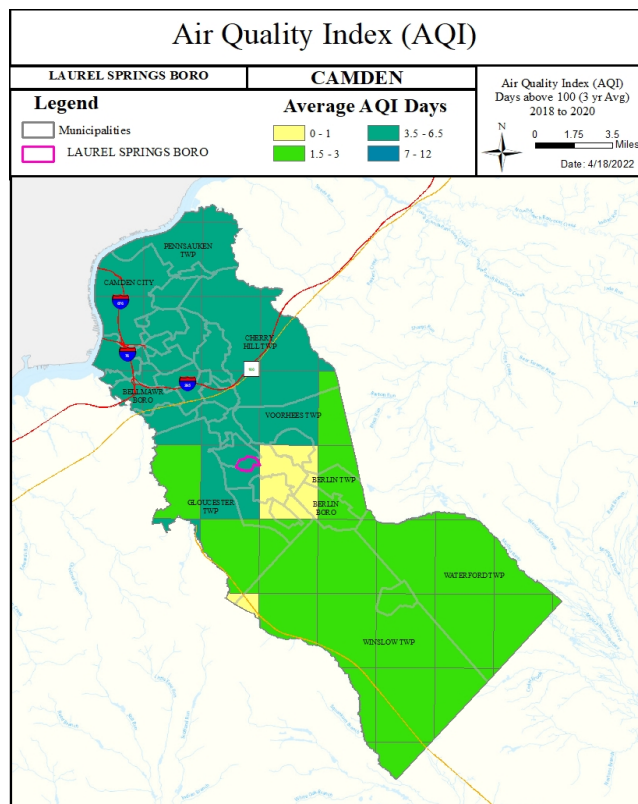 Air Quality Index (AQI)
LAUREL SPRINGS BORO
CAMDEN
Legend
Municipalities
LAUREL SPRINGS BORO
Average AQI Days
0 - 1
3.5 - 6.5
1.5 - 3
7 - 12
Air Quality Index (AQI)
Days above 100 (3 yr Avg)
2018 to 2020
N
0 1.75 3.5
Miles
Date: 4/18/2022
PENNSAUKEN
TWP
CAMDEN CITY
CHERRY
HILL TWP
BELLMAWR
BORO
VOORHEES TWP
BERLIN TWP
GLOUCESTER
TWP
BERLIN
BORO
WATERFORD TWP
WINSLOW TWP